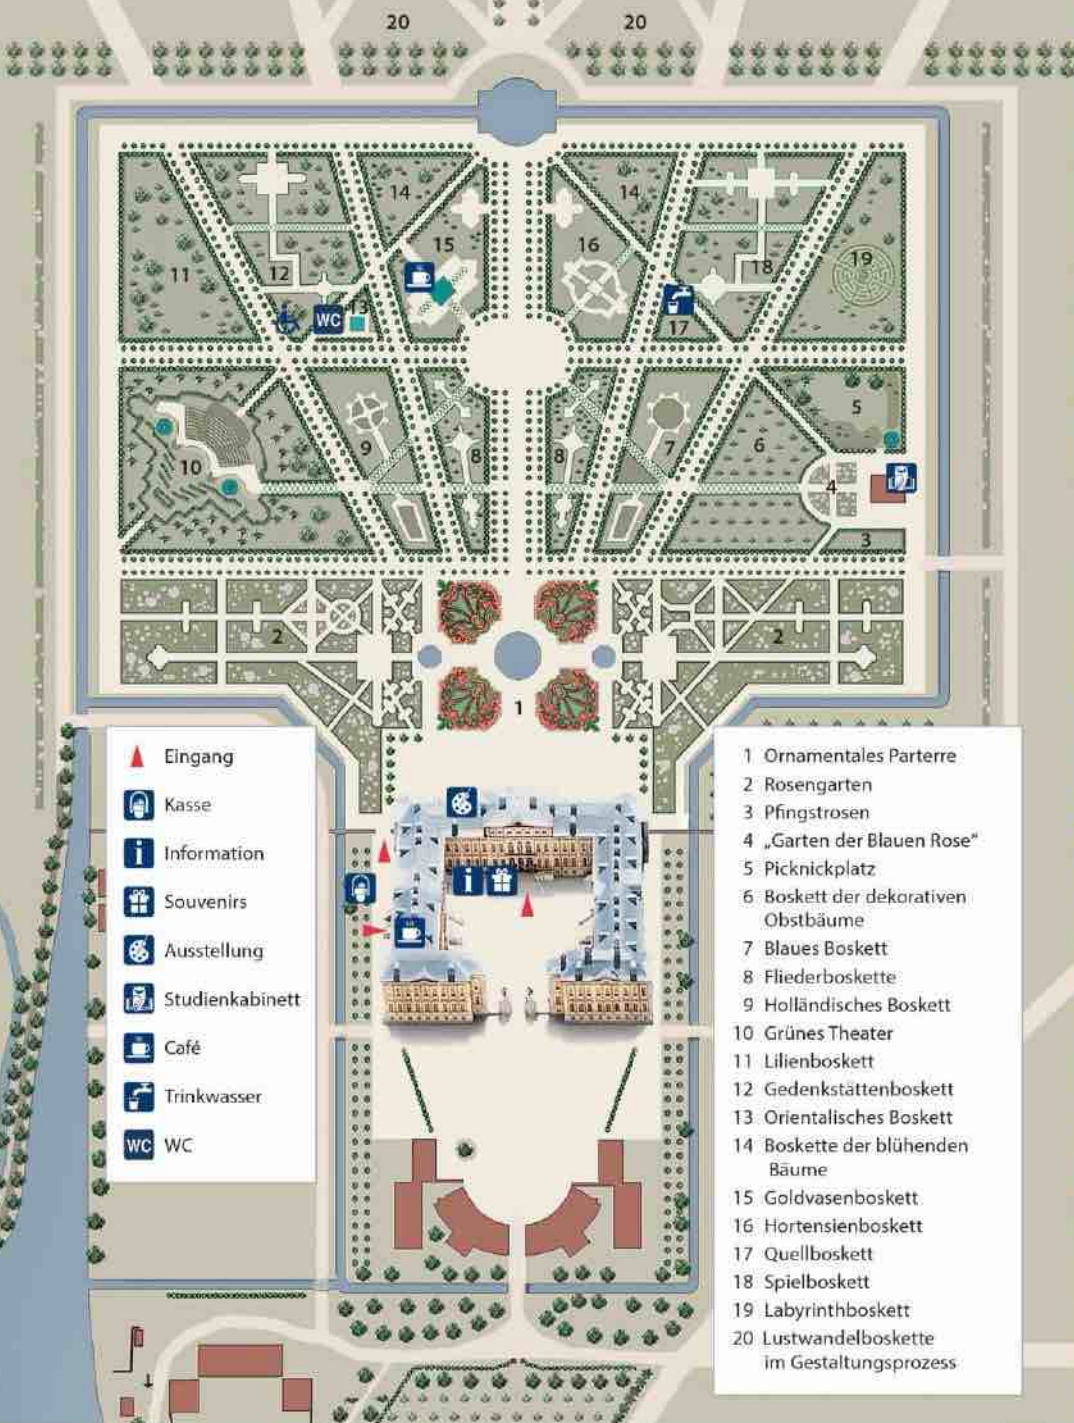 20
20
14
14
15
16
11
12
18
19
13
WC
17
5
10
9
8
8
7
6
4
3
2
2
1
Eingang
Kasse
i Information
Souvenirs
Ausstellung
Studienkabinett
Café
Trinkwasser
WC WC
i
1 Ornamentales Parterre
2 Rosengarten
3 Pfingstrosen
4 „Garten der Blauen Rose“
5 Picknickplatz
6 Boskett der dekorativen
Obstbäume
7 Blaues Boskett
8 Fliederboskette
9 Holländisches Boskett
10 Grünes Theater
11 Lilienboskett
12 Gedenkstättenboskett
13 Orientalisches Boskett
14 Boskette der blühenden
Bäume
15 Goldvasenboskett
16 Hortensienboskett
17 Quellboskett
18 Spielboskett
19 Labyrinthboskett
20 Lustwandelboskette
im Gestaltungsprozess